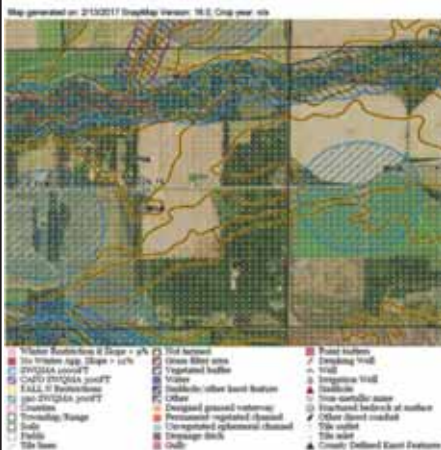 Map generated on: 2/13/2017 SnapMap Version: 16.0, Crop year: n/a
Winter Restriction if Slope > 9%
No Winter App. Slope > 12%
SWQMA 1000FT
CAFO SWQMA 300FT
FALL N Restrictions
590 SWQMA 300FT
Counties
Township/Range
Soils
Fields
Tile lines
Not farmed
Grass filter area
Vegetated buffer
Water
Sinkhole/other karst feature
Other
Designed grassed waterway
Permanent vegetated channel
Unvegetated ephemeral channel
Drainage ditch
Gully
Point features
Drinking Well
Well
Irrigation Well
Sinkhole
Non-metallic mine
Fractured bedrock at surface
Other direct conduit
Tile outlet
Tile inlet
County Defined Karst Features